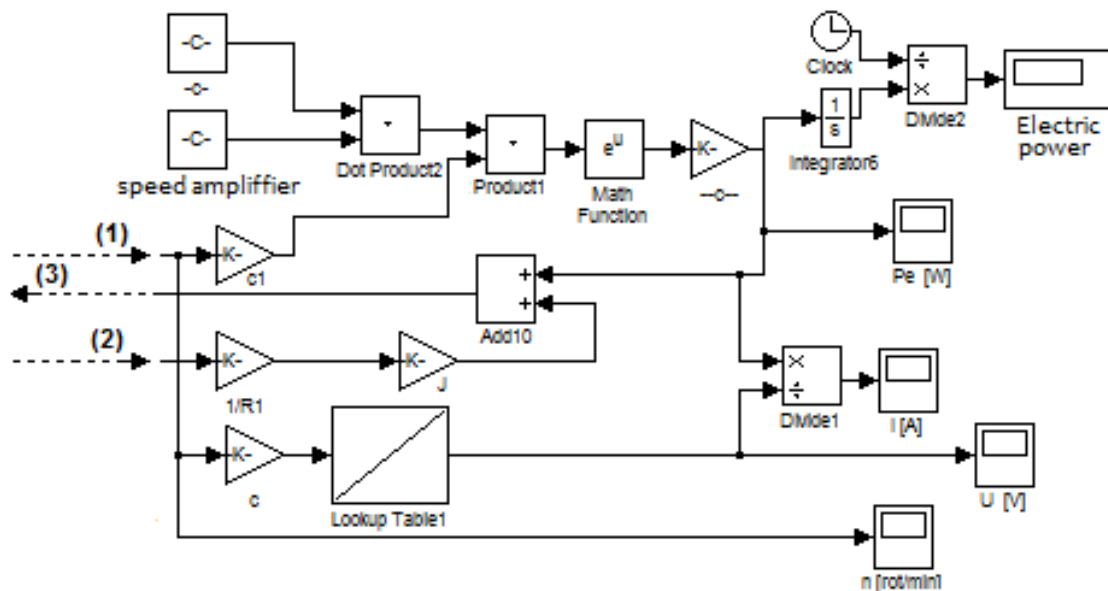 -C-
-c-
-C-
speed ampliffier
Dot Product2
Product1
e^u
Math
Function
K-
--c--
Clock
1
s
Integrator6
÷
×
Divide2
Electric
power
(1)
K-
c1
(3)
+
+
Add10
Pe [W]
(2)
K-
1/R1
K-
J
×
÷
Divide1
I [A]
K-
c
Lookup Table1
U [V]
n [rot/min]